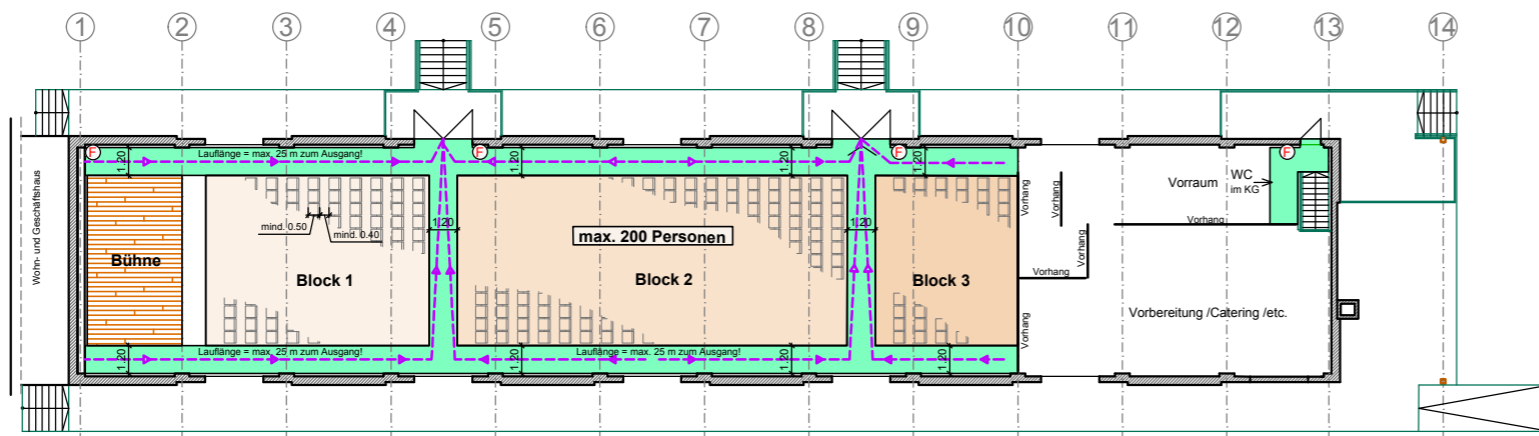 1 2 3 4 5 6 7 8 9 10 11 12 13 14
F F F F
Lauflänge = max. 25 m zum Ausgang!
1.20 1.20 1.20 1.20
Wohn- und Geschäftshaus
Bühne
mind. 0.50
mind. 0.40
Block 1
1.20
max. 200 Personen
Block 2
1.20
Block 3
Vorhang
Vorhang
Vorhang
Vorhang
Vorhang
Vorhang
Vorraum
WC
im KG
Vorbereitung /Catering /etc.
Lauflänge = max. 25 m zum Ausgang!
Lauflänge = max. 25 m zum Ausgang!
1.20 1.20 1.20 1.20